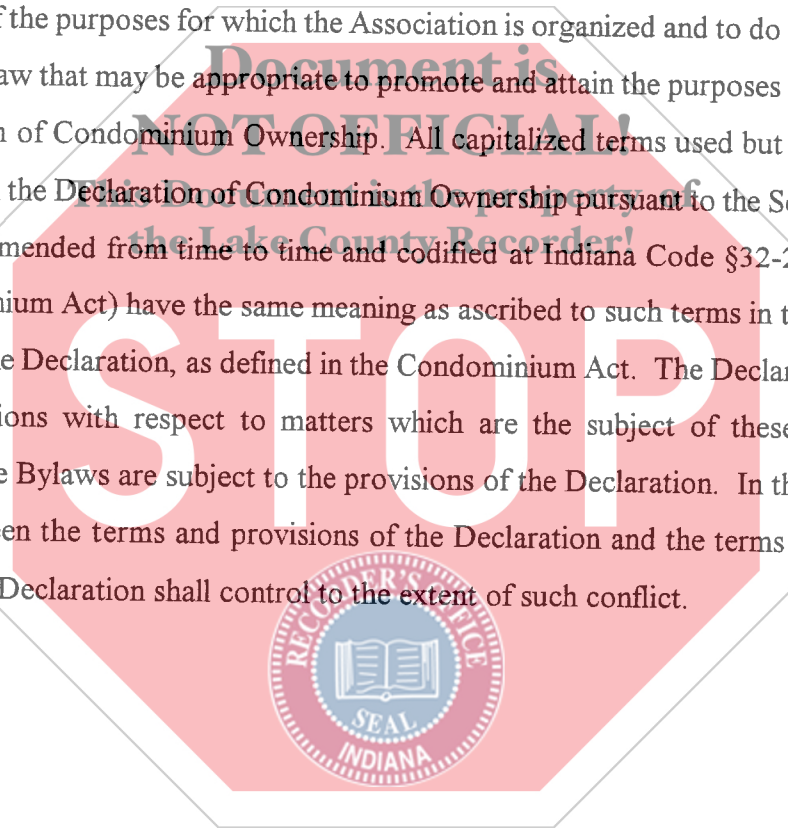 f the purposes for which the Association is organized and to do
aw that may be appropriate to promote and attain the purposes
n of Condominium Ownership. All capitalized terms used but
the Declaration of Condominium Ownership pursuant to the S
mended from time to time and codified at Indiana Code §32-2
nium Act) have the same meaning as ascribed to such terms in t
e Declaration, as defined in the Condominium Act. The Declar
ions with respect to matters which are the subject of these
e Bylaws are subject to the provisions of the Declaration. In th
en the terms and provisions of the Declaration and the terms
Declaration shall control to the extent of such conflict.
Document is
NOT OFFICIAL!
This Document is the property of
the Lake County Recorder!
STOP
RECORDER'S OFFICE
SEAL
INDIANA